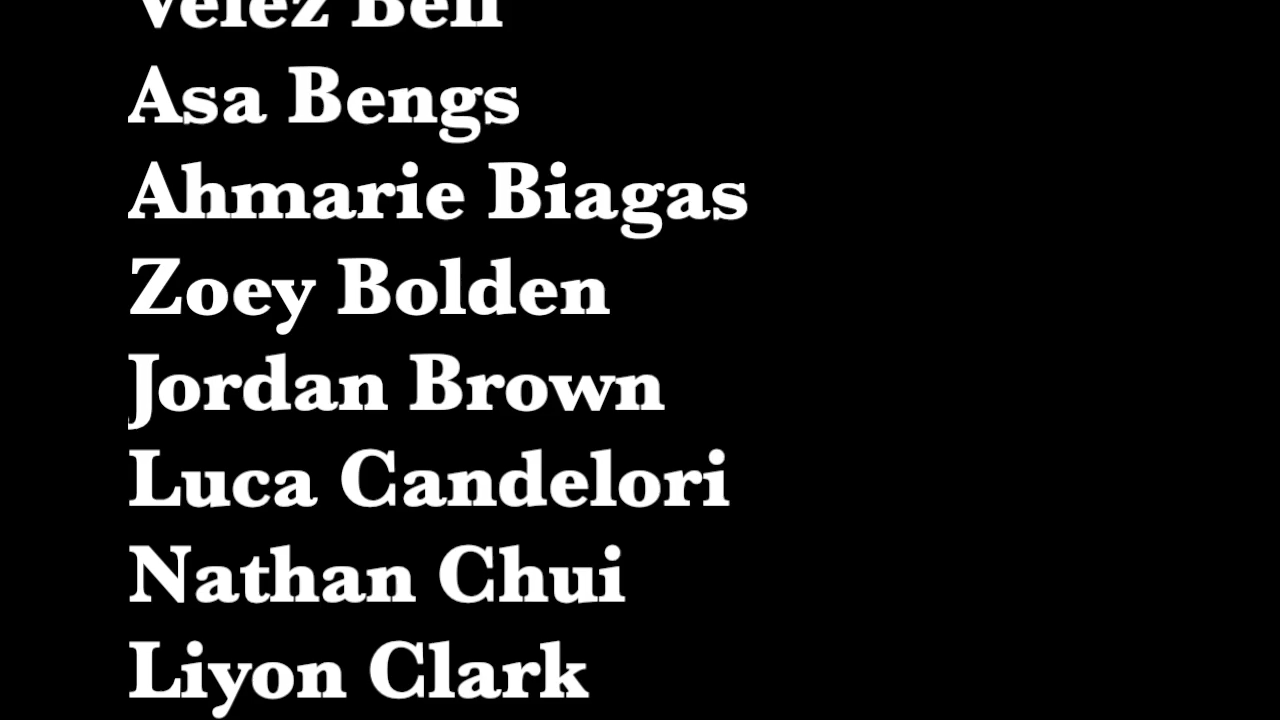 Velez Bell
Asa Bengs
Ahmarie Biagas
Zoey Bolden
Jordan Brown
Luca Candelori
Nathan Chui
Liyon Clark